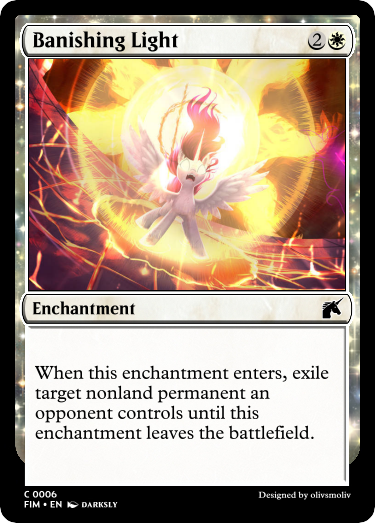 Banishing Light 2
Enchantment
When this enchantment enters, exile
target nonland permanent an
opponent controls until this
enchantment leaves the battlefield.
C 0006
FIM • EN DARKSLY
Designed by olivsmoliv